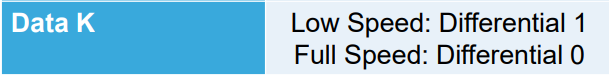 Data K
Low Speed: Differential 1
Full Speed: Differential 0